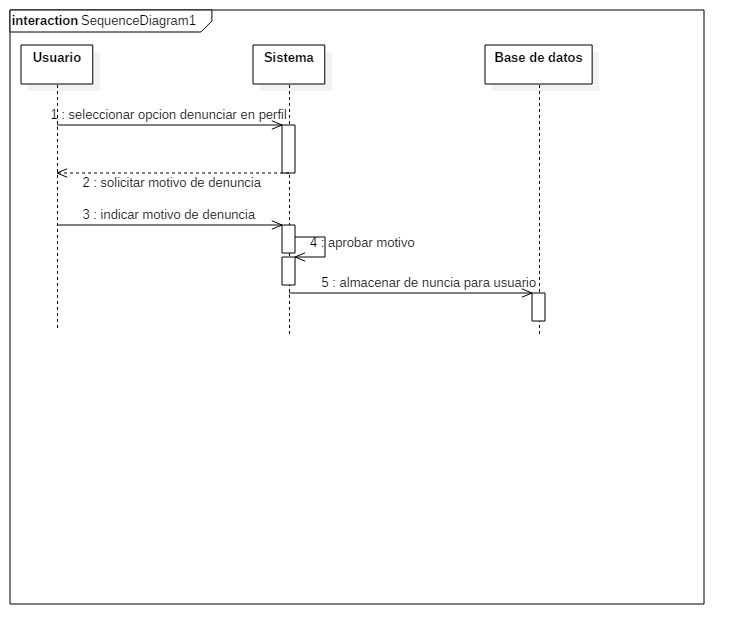 interaction SequenceDiagram1
Usuario
Sistema
Base de datos
1 : seleccionar opcion denunciar en perfil
2 : solicitar motivo de denuncia
3 : indicar motivo de denuncia
4 : aprobar motivo
5 : almacenar de nuncia para usuario